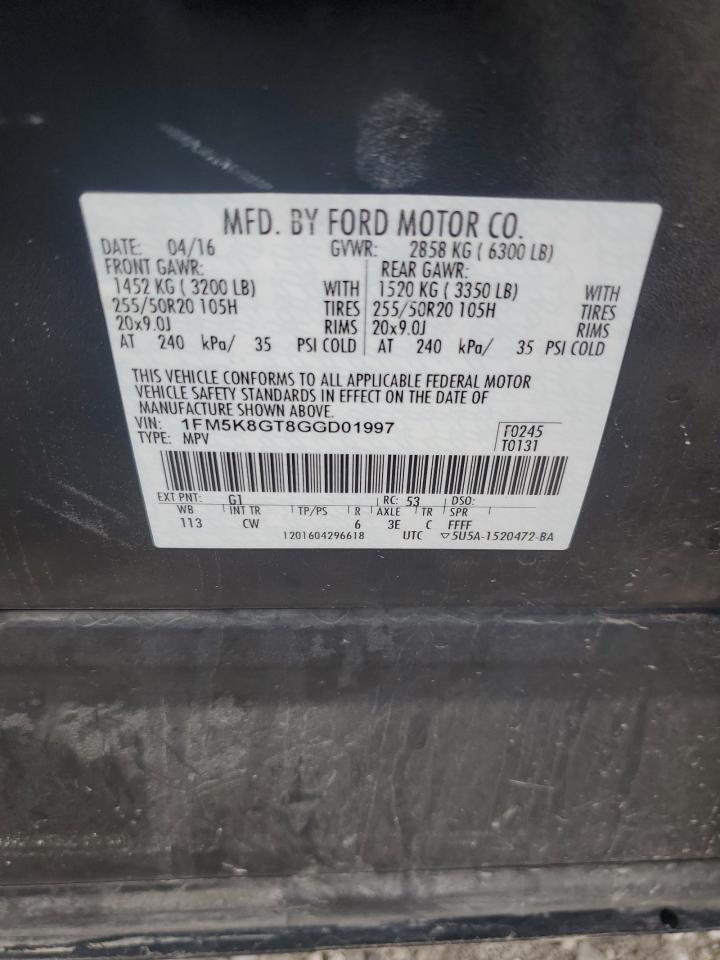 MFD. BY FORD MOTOR CO.
DATE: 04/16 GVWR: 2858 KG ( 6300 LB)
FRONT GAWR: REAR GAWR:
1452 KG ( 3200 LB) WITH 1520 KG ( 3350 LB) WITH
255/50R20 105H TIRES 255/50R20 105H TIRES
20x9.0J RIMS 20x9.0J RIMS
AT 240 kPa/ 35 PSI COLD AT 240 kPa/ 35 PSI COLD
THIS VEHICLE CONFORMS TO ALL APPLICABLE FEDERAL MOTOR
VEHICLE SAFETY STANDARDS IN EFFECT ON THE DATE OF
MANUFACTURE SHOWN ABOVE.
VIN: 1FM5K8GT8GGD01997 F0245
TYPE: MPV T0131
EXT PNT: G1 RC: 53 DSO:
WB INT TR TP/PS R AXLE TR SPR
113 CW 6 3E C FFFF
1201604296618 UTC ▽5U5A-1520472-BA